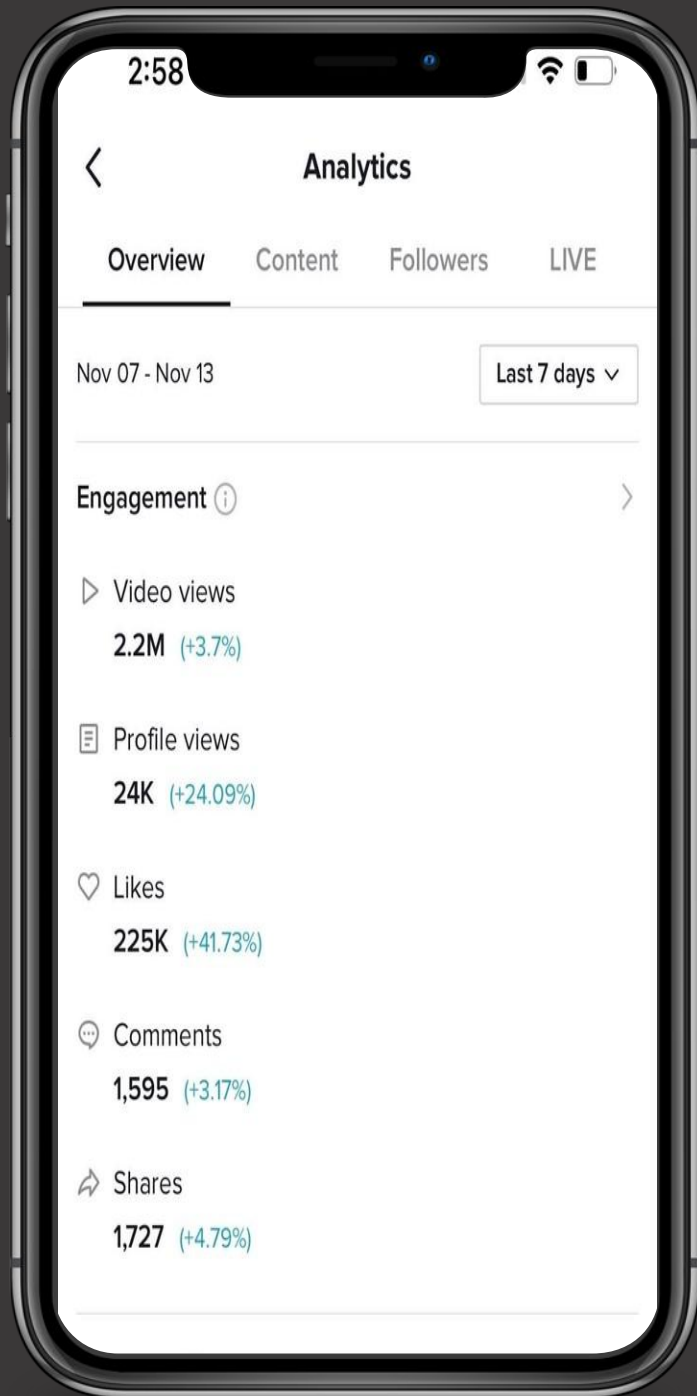 2:58
Analytics
Overview Content Followers LIVE
Nov 07 - Nov 13 Last 7 days
Engagement
Video views
2.2M (+3.7%)
Profile views
24K (+24.09%)
Likes
225K (+41.73%)
Comments
1,595 (+3.17%)
Shares
1,727 (+4.79%)